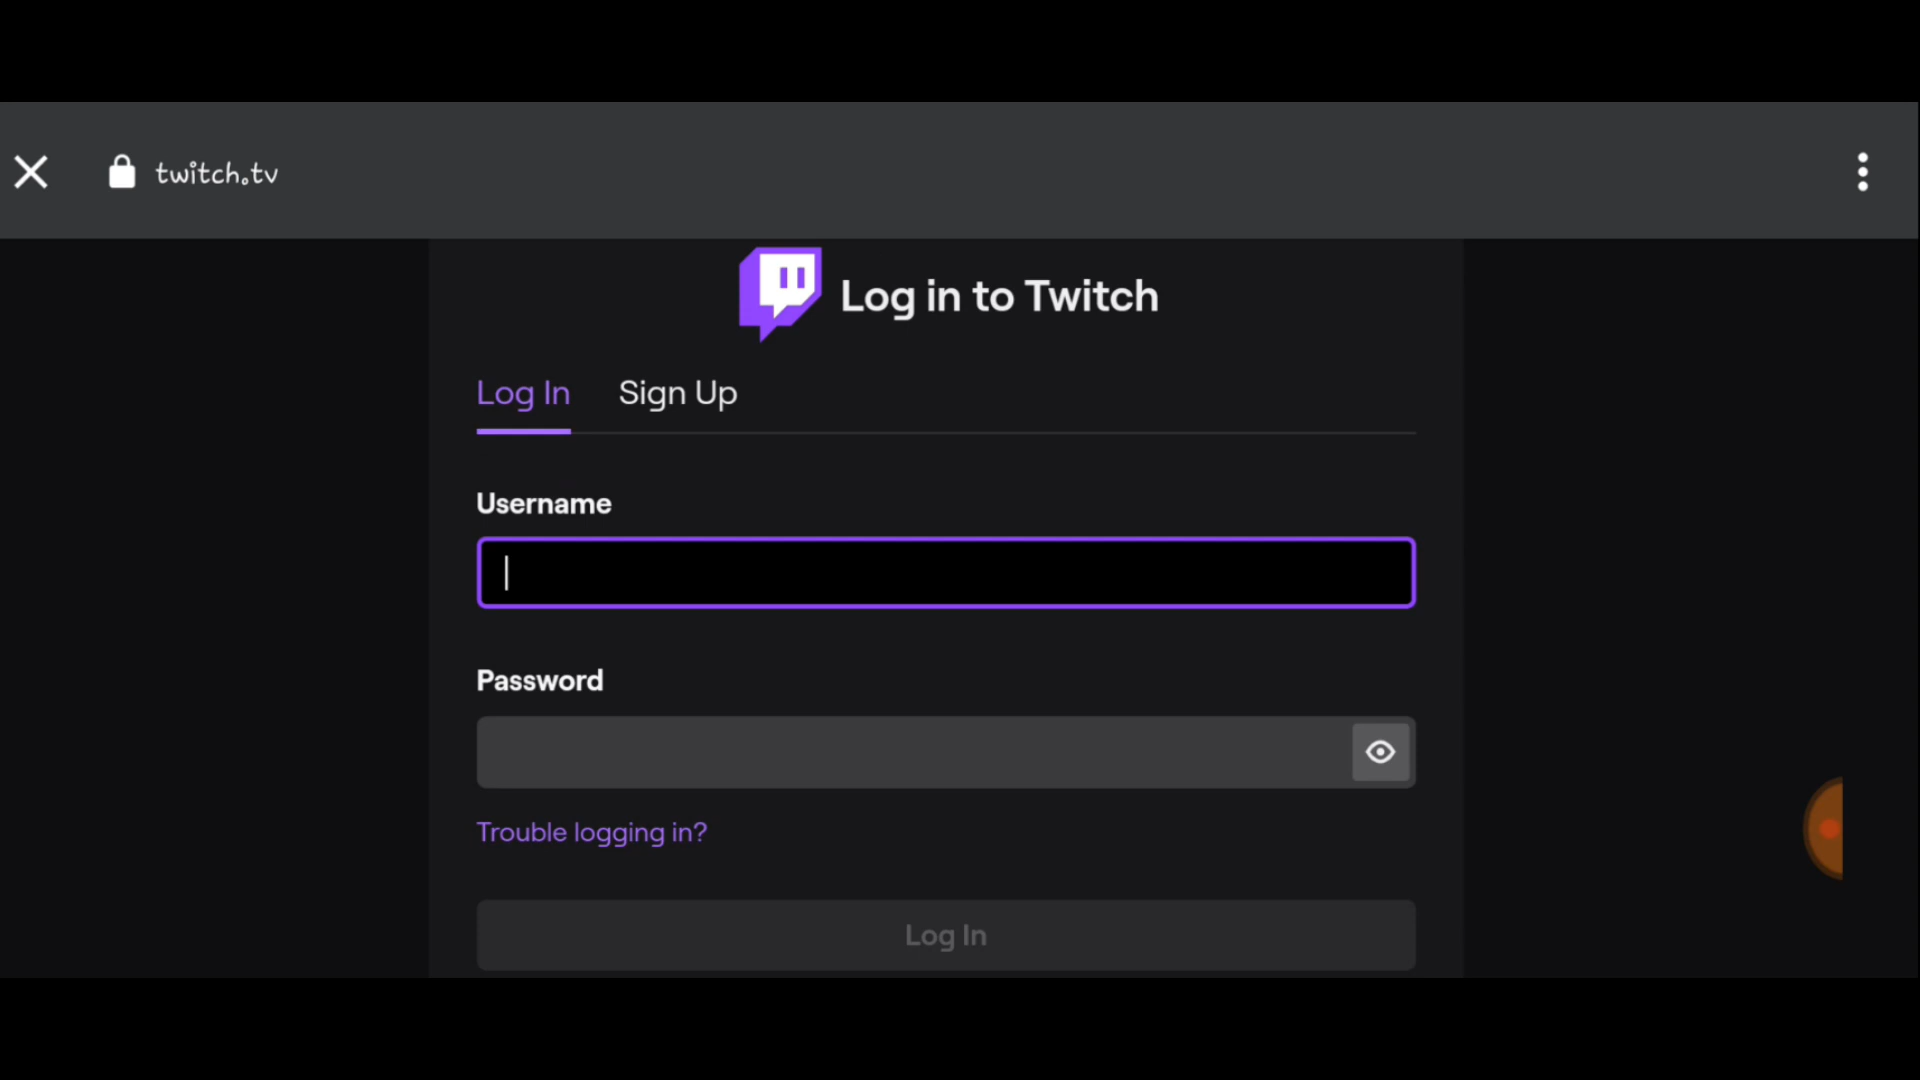 twitch.tv
Log in to Twitch
Log In Sign Up
Username
Password
Trouble logging in?
Log In